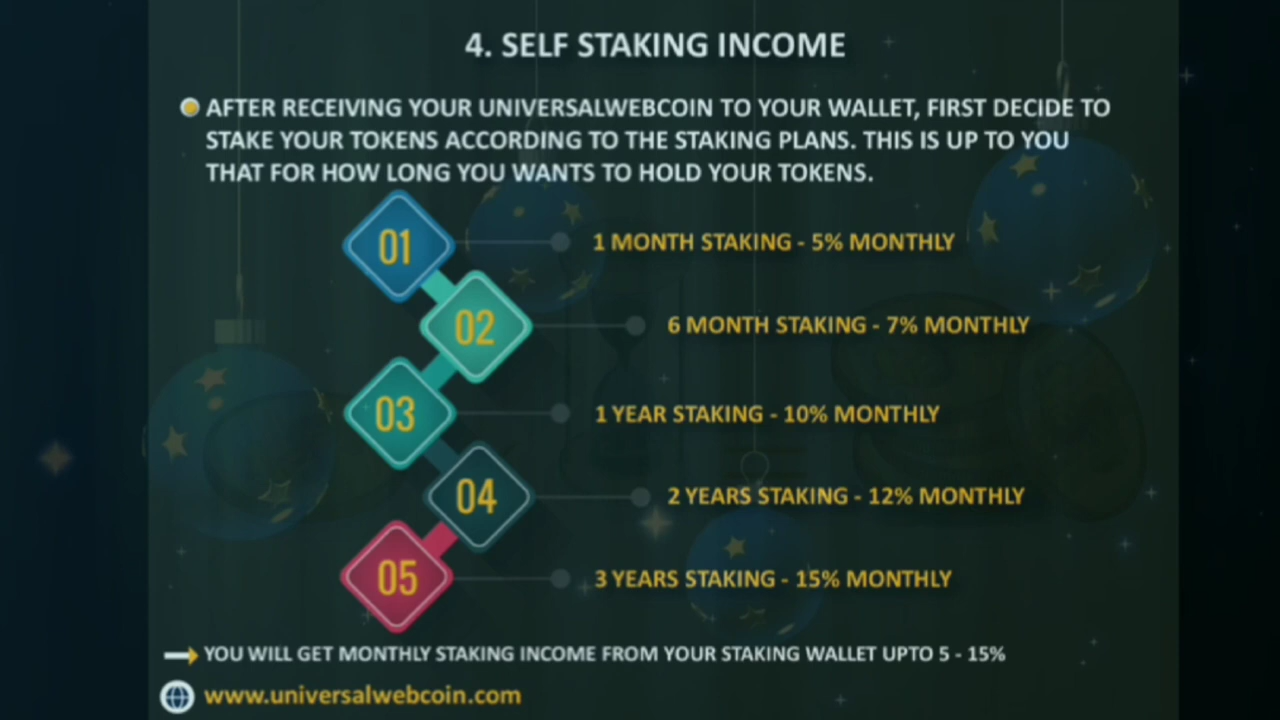 4. SELF STAKING INCOME
AFTER RECEIVING YOUR UNIVERSALWEBCOIN TO YOUR WALLET, FIRST DECIDE TO
STAKE YOUR TOKENS ACCORDING TO THE STAKING PLANS. THIS IS UP TO YOU
THAT FOR HOW LONG YOU WANTS TO HOLD YOUR TOKENS.
01 1 MONTH STAKING - 5% MONTHLY
02 6 MONTH STAKING - 7% MONTHLY
03 1 YEAR STAKING - 10% MONTHLY
04 2 YEARS STAKING - 12% MONTHLY
05 3 YEARS STAKING - 15% MONTHLY
YOU WILL GET MONTHLY STAKING INCOME FROM YOUR STAKING WALLET UPTO 5 - 15%
www.universalwebcoin.com